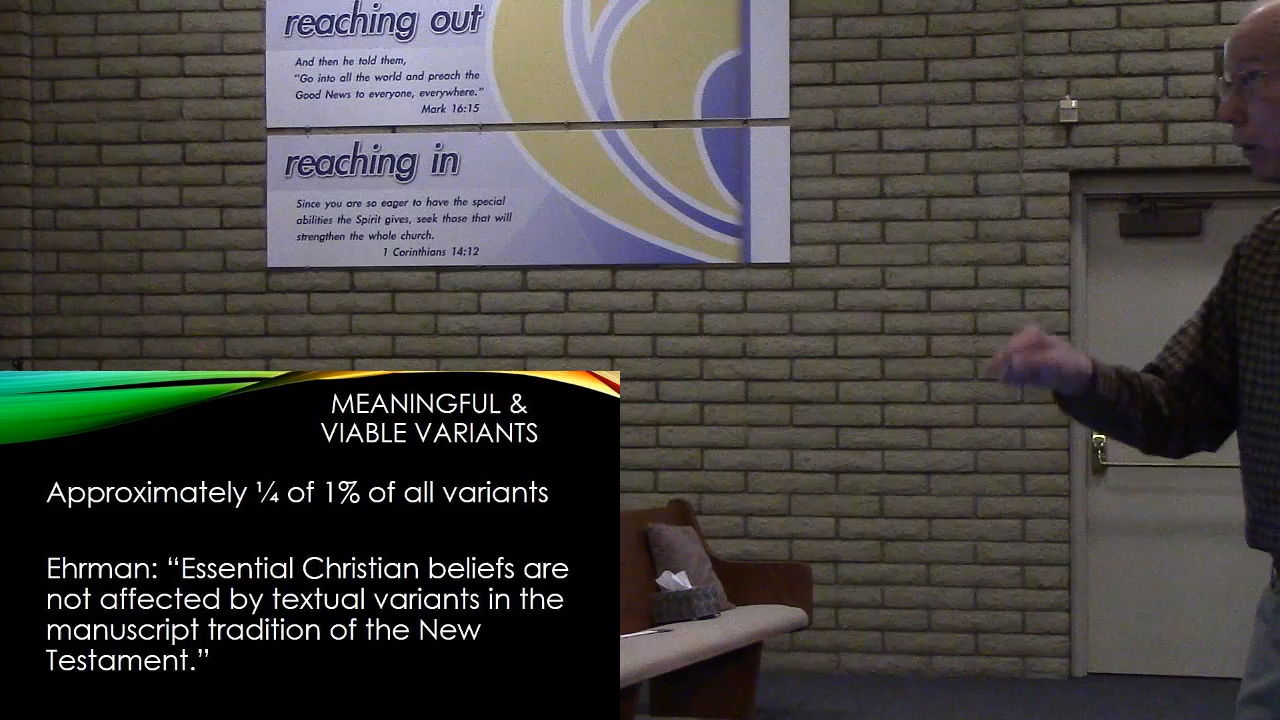 reaching out
And then he told them,
"Go into all the world and preach the
Good News to everyone, everywhere."
Mark 16:15
reaching in
Since you are so eager to have the special
abilities the Spirit gives, seek those that will
strengthen the whole church.
1 Corinthians 14:12
MEANINGFUL &
VIABLE VARIANTS
Approximately ¼ of 1% of all variants
Ehrman: “Essential Christian beliefs are
not affected by textual variants in the
manuscript tradition of the New
Testament.”